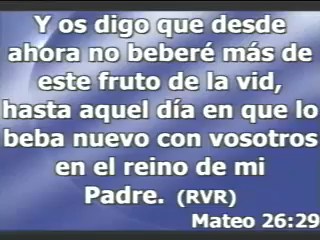 Y os digo que desde
ahora no beberé más de
este fruto de la vid,
hasta aquel día en que lo
beba nuevo con vosotros
en el reino de mi
Padre. (RVR)
Mateo 26:29